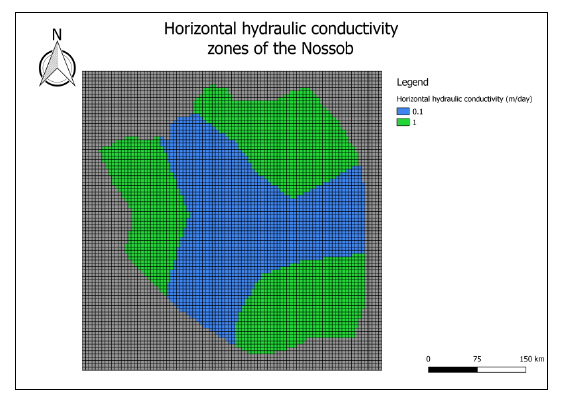 Horizontal hydraulic conductivity
zones of the Nossob
N
Legend
Horizontal hydraulic conductivity (m/day)
0.1
1
0 75 150 km